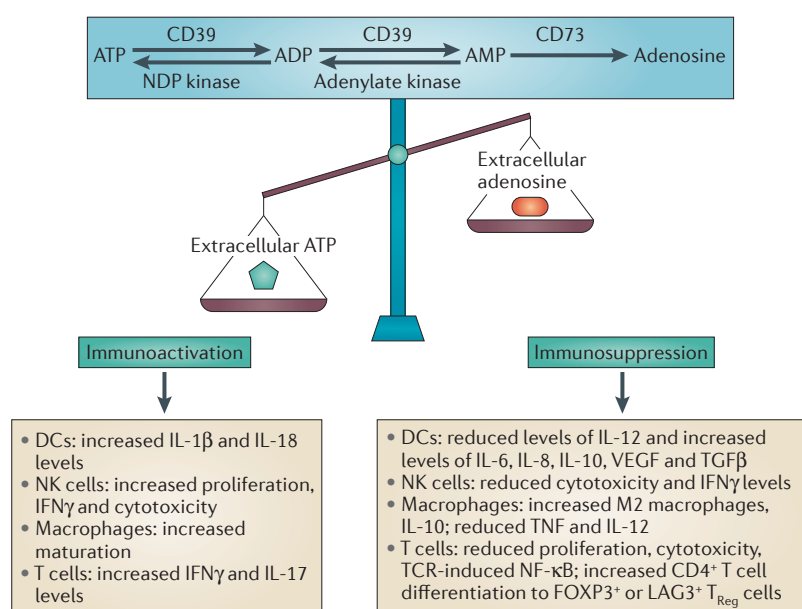 CD39 CD39 CD73
ATP ADP AMP Adenosine
NDP kinase Adenylate kinase
Extracellular
adenosine
Extracellular ATP
Immunoactivation
• DCs: increased IL-1β and IL-18
levels
• NK cells: increased proliferation,
IFNγ and cytotoxicity
• Macrophages: increased
maturation
• T cells: increased IFNγ and IL-17
levels
Immunosuppression
• DCs: reduced levels of IL-12 and increased
levels of IL-6, IL-8, IL-10, VEGF and TGFβ
• NK cells: reduced cytotoxicity and IFNγ levels
• Macrophages: increased M2 macrophages,
IL-10; reduced TNF and IL-12
• T cells: reduced proliferation, cytotoxicity,
TCR-induced NF-κB; increased CD4⁺ T cell
differentiation to FOXP3⁺ or LAG3⁺ T_Reg cells